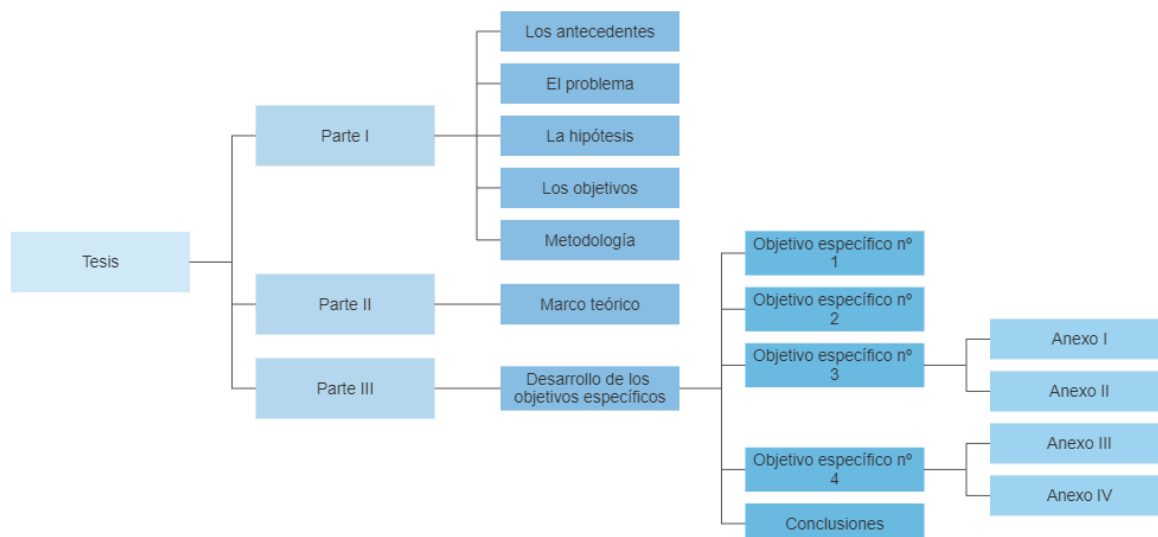 Tesis
Parte I
Los antecedentes
El problema
La hipótesis
Los objetivos
Metodología
Parte II
Marco teórico
Parte III
Desarrollo de los
objetivos específicos
Objetivo específico nº
1
Objetivo específico nº
2
Objetivo específico nº
3
Anexo I
Anexo II
Objetivo específico nº
4
Anexo III
Anexo IV
Conclusiones